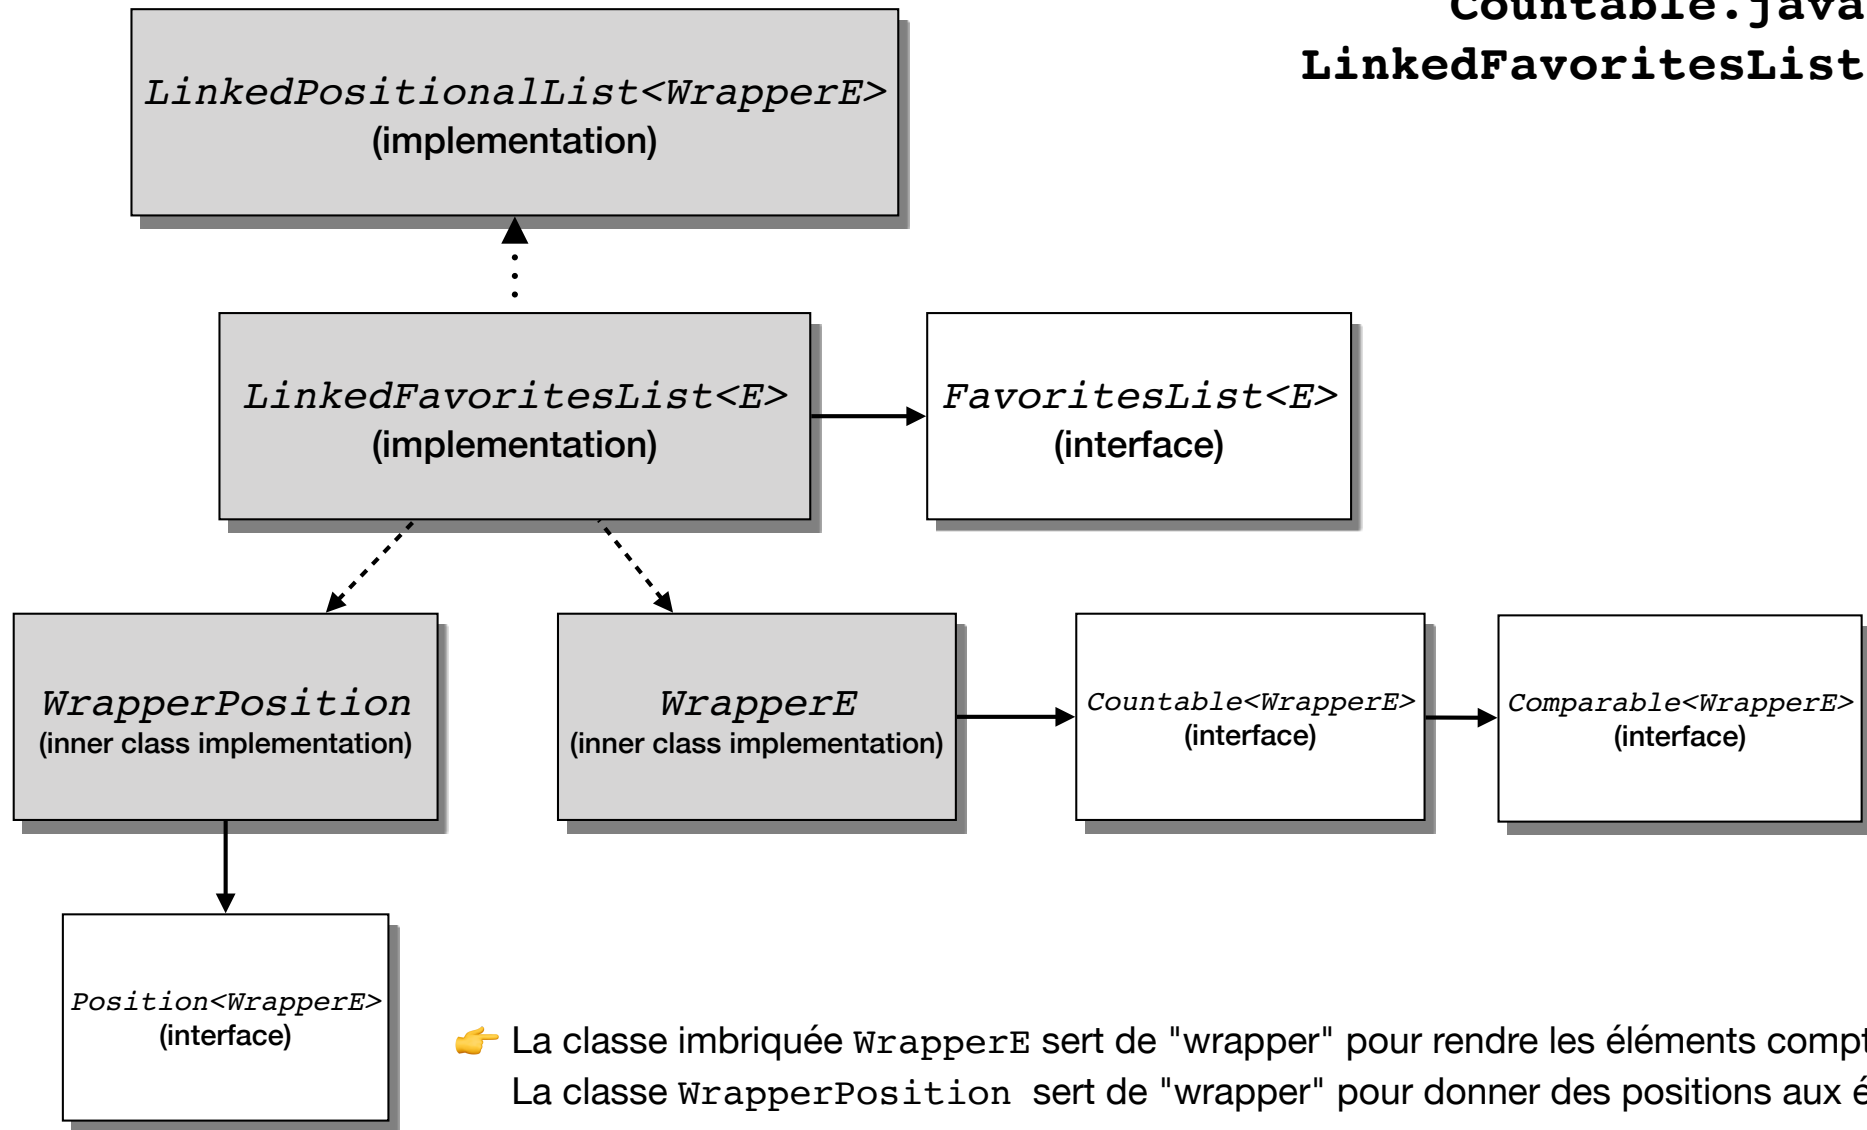 Countable.java
LinkedFavoritesList
LinkedPositionalList<WrapperE>
(implementation)
LinkedFavoritesList<E>
(implementation)
FavoritesList<E>
(interface)
WrapperPosition
(inner class implementation)
WrapperE
(inner class implementation)
Countable<WrapperE>
(interface)
Comparable<WrapperE>
(interface)
Position<WrapperE>
(interface)
👉 La classe imbriquée WrapperE sert de "wrapper" pour rendre les éléments
La classe WrapperPosition sert de "wrapper" pour donner des positions aux